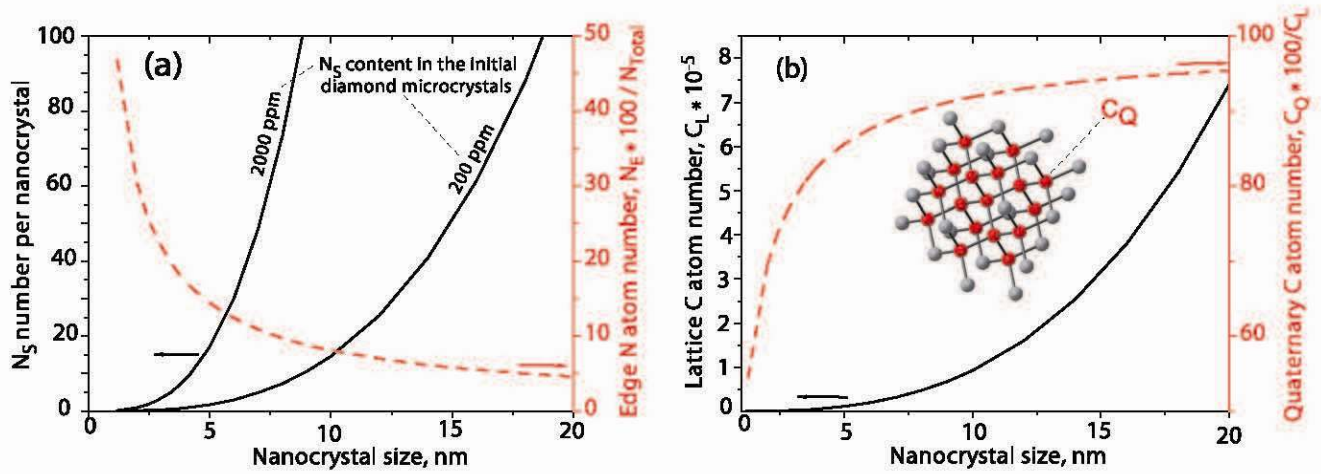 100
80
60
40
20
0
N_S number per nanocrystal
(a)
N_S content in the initial
diamond microcrystals
2000 ppm
200 ppm
50
40
30
20
10
0
Edge N atom number, N_E * 100 / N_Total
0 5 10 15 20
Nanocrystal size, nm
8
7
6
5
4
3
2
1
0
Lattice C atom number, C_L * 10^-5
(b)
C_Q
100
80
60
Quaternary C atom number, C_Q * 100/C_L
0 5 10 15 20
Nanocrystal size, nm